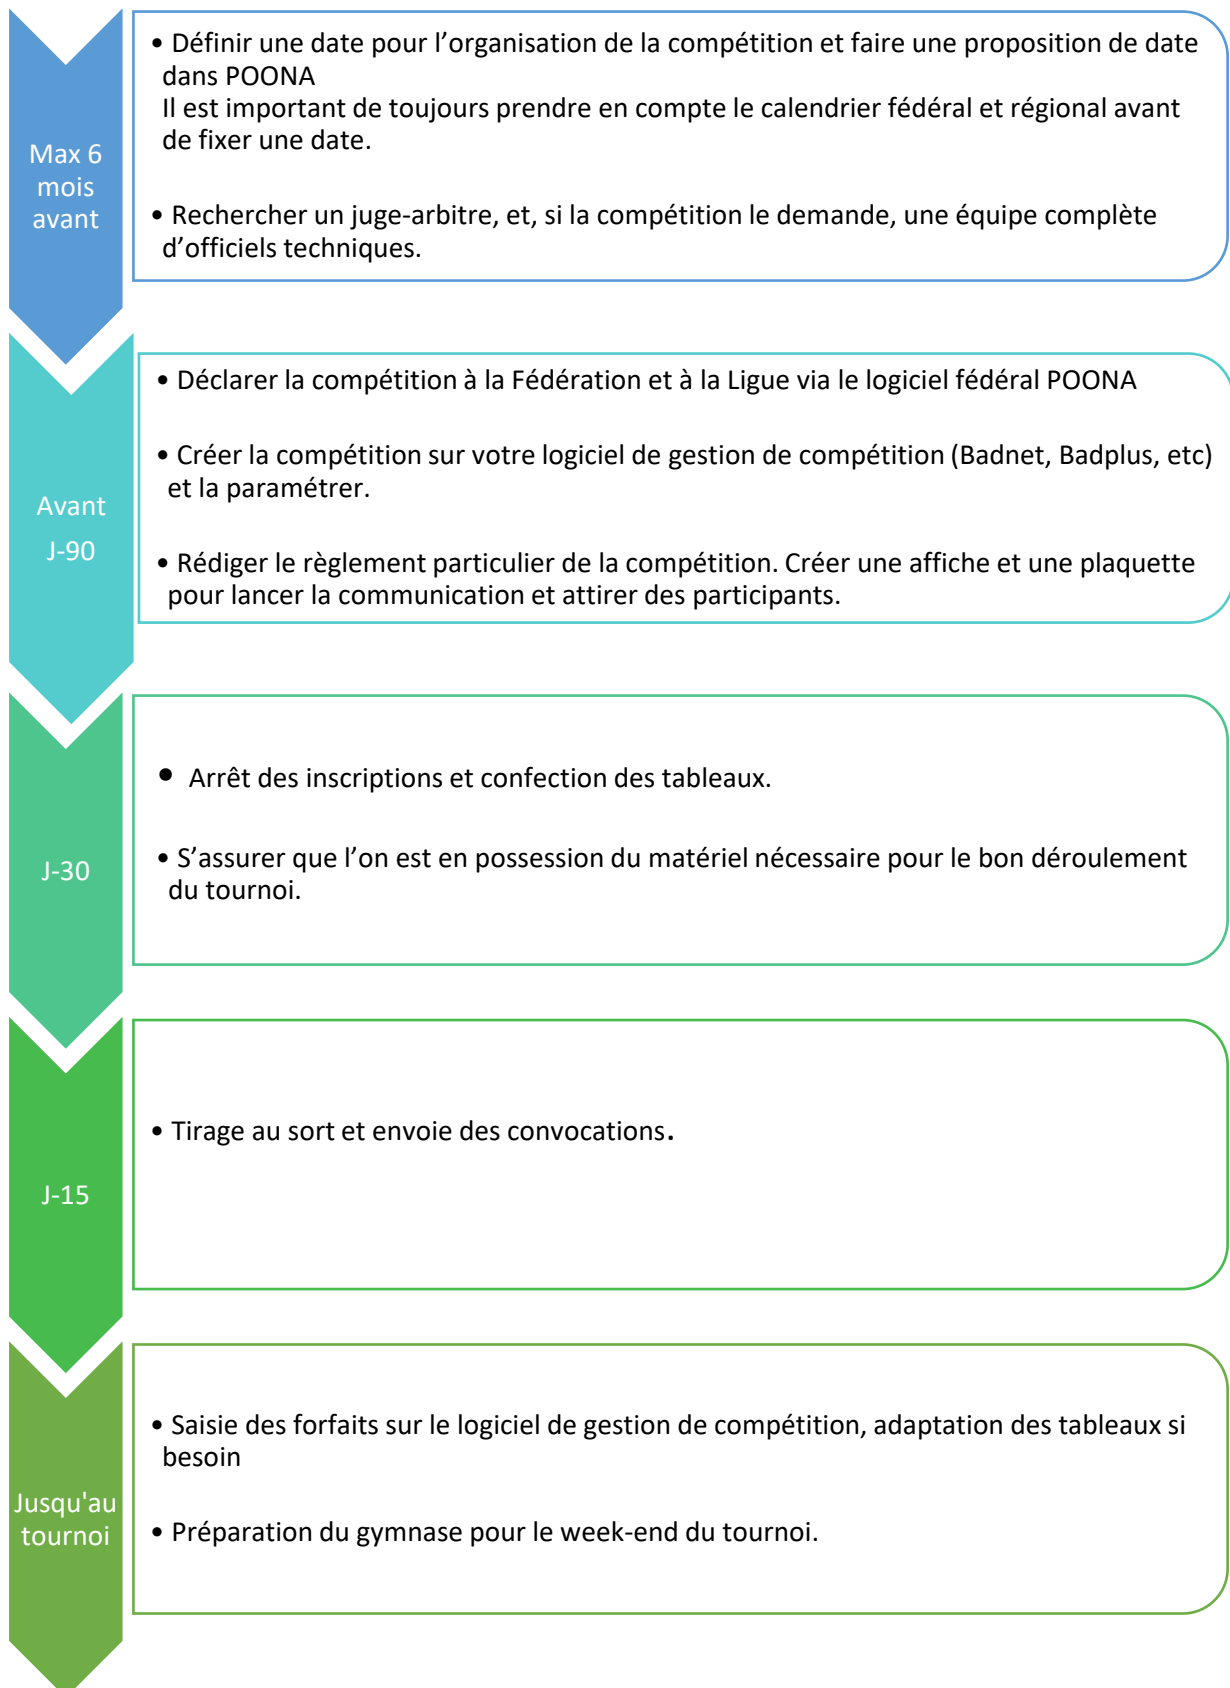 Max 6
mois
avant
• Définir une date pour l’organisation de la compétition et faire une proposition de date
dans POONA
Il est important de toujours prendre en compte le calendrier fédéral et régional avant
de fixer une date.
• Rechercher un juge-arbitre, et, si la compétition le demande, une équipe complète
d’officiels techniques.
Avant
J-90
• Déclarer la compétition à la Fédération et à la Ligue via le logiciel fédéral POONA
• Créer la compétition sur votre logiciel de gestion de compétition (Badnet, Badplus, etc)
et la paramétrer.
• Rédiger le règlement particulier de la compétition. Créer une affiche et une plaquette
pour lancer la communication et attirer des participants.
J-30
• Arrêt des inscriptions et confection des tableaux.
• S’assurer que l’on est en possession du matériel nécessaire pour le bon déroulement
du tournoi.
J-15
• Tirage au sort et envoie des convocations.
Jusqu'au
tournoi
• Saisie des forfaits sur le logiciel de gestion de compétition, adaptation des tableaux si
besoin
• Préparation du gymnase pour le week-end du tournoi.